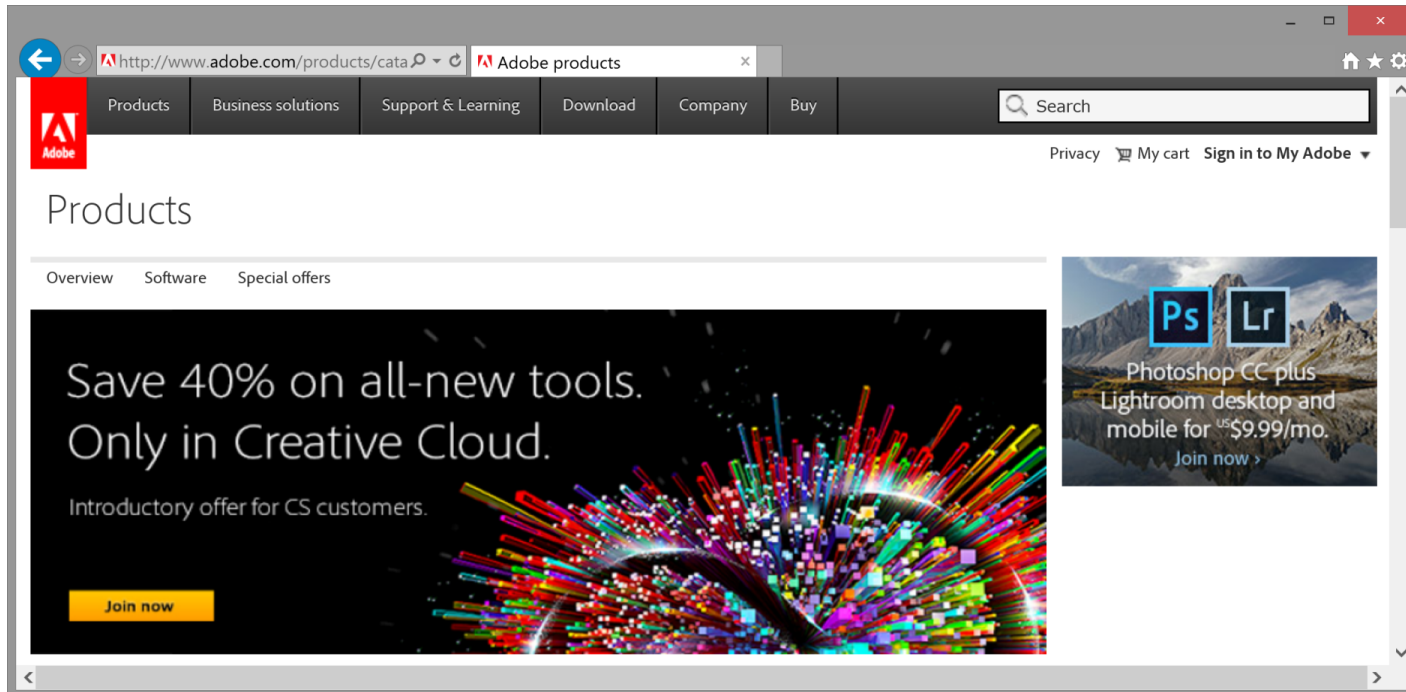 http://www.adobe.com/products/cata
Adobe products
Products Business solutions Support & Learning Download Company Buy
Search
Adobe
Privacy My cart Sign in to My Adobe
Products
Overview Software Special offers
Save 40% on all-new tools.
Only in Creative Cloud.
Introductory offer for CS customers.
Join now
Ps Lr
Photoshop CC plus
Lightroom desktop and
mobile for US$9.99/mo.
Join now ›